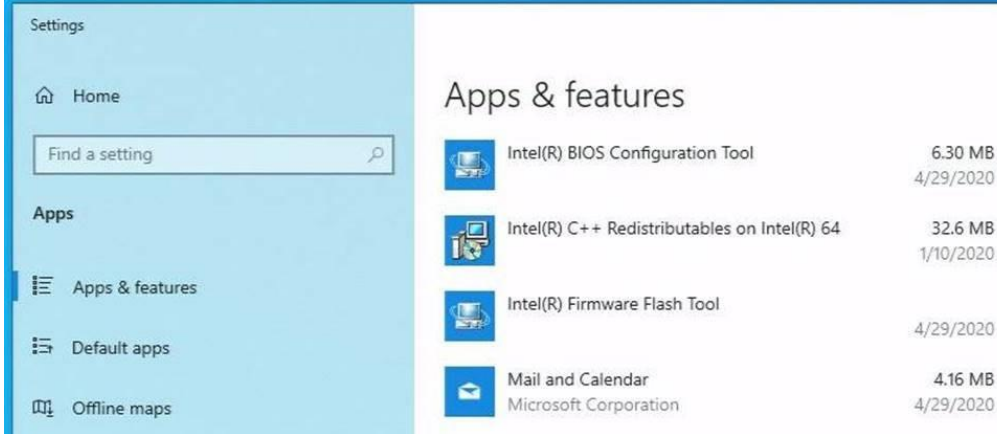 Settings
Home
Find a setting
Apps
Apps & features
Default apps
Offline maps
Apps & features
Intel(R) BIOS Configuration Tool 6.30 MB
4/29/2020
Intel(R) C++ Redistributables on Intel(R) 64 32.6 MB
1/10/2020
Intel(R) Firmware Flash Tool
4/29/2020
Mail and Calendar 4.16 MB
Microsoft Corporation 4/29/2020